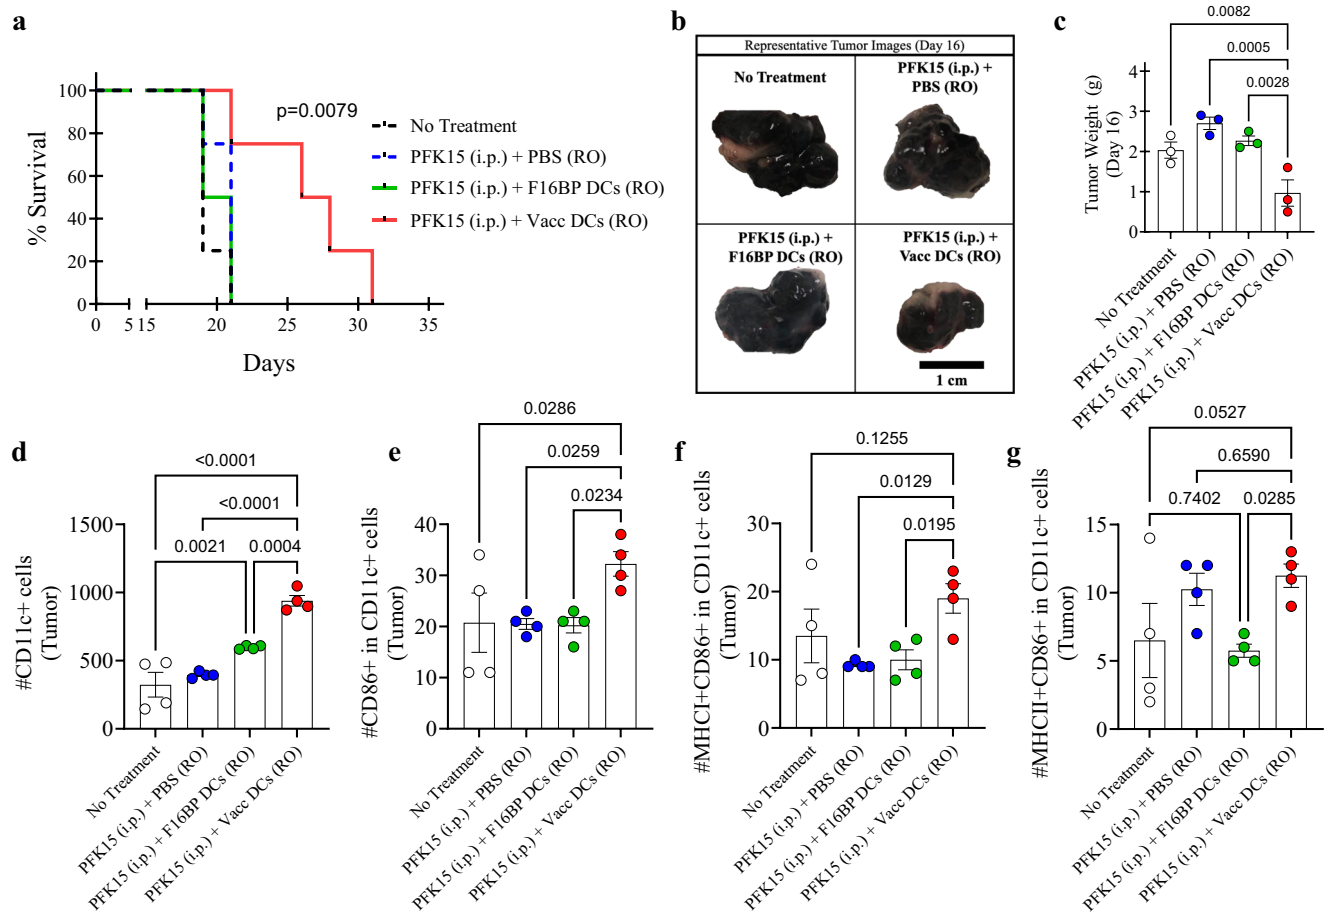 a
% Survival
100
80
60
40
20
0
0 5 15 20 25 30 35
Days
p=0.0079
No Treatment
PFK15 (i.p.) + PBS (RO)
PFK15 (i.p.) + F16BP DCs (RO)
PFK15 (i.p.) + Vacc DCs (RO)
b
Representative Tumor Images (Day 16)
No Treatment
PFK15 (i.p.) +
PBS (RO)
PFK15 (i.p.) +
F16BP DCs (RO)
PFK15 (i.p.) +
Vacc DCs (RO)
1 cm
c
0.0082
0.0005
0.0028
Tumor Weight (g)
(Day 16)
4
3
2
1
0
No Treatment
PFK15 (i.p.) + PBS (RO)
PFK15 (i.p.) + F16BP DCs (RO)
PFK15 (i.p.) + Vacc DCs (RO)
d
<0.0001
<0.0001
0.0021
0.0004
#CD11c+ cells
(Tumor)
1500
1000
500
0
No Treatment
PFK15 (i.p.) + PBS (RO)
PFK15 (i.p.) + F16BP DCs (RO)
PFK15 (i.p.) + Vacc DCs (RO)
e
0.0286
0.0259
0.0234
#CD86+ in CD11c+ cells
(Tumor)
40
30
20
10
0
No Treatment
PFK15 (i.p.) + PBS (RO)
PFK15 (i.p.) + F16BP DCs (RO)
PFK15 (i.p.) + Vacc DCs (RO)
f
0.1255
0.0129
0.0195
#MHCI+CD86+ in CD11c+ cells
(Tumor)
30
20
10
0
No Treatment
PFK15 (i.p.) + PBS (RO)
PFK15 (i.p.) + F16BP DCs (RO)
PFK15 (i.p.) + Vacc DCs (RO)
g
0.0527
0.6590
0.7402
0.0285
#MHCII+CD86+ in CD11c+ cells
(Tumor)
15
10
5
0
No Treatment
PFK15 (i.p.) + PBS (RO)
PFK15 (i.p.) + F16BP DCs (RO)
PFK15 (i.p.) + Vacc DCs (RO)